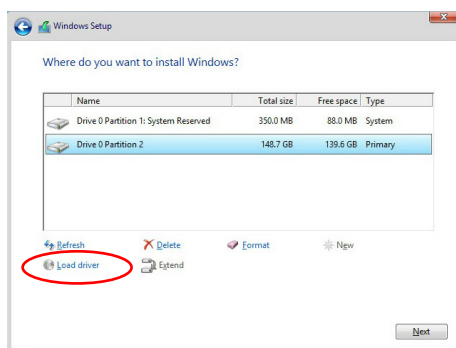 Windows Setup
Where do you want to install Windows?
Name Total size Free space Type
Drive 0 Partition 1: System Reserved 350.0 MB 88.0 MB System
Drive 0 Partition 2 148.7 GB 139.6 GB Primary
Refresh Delete Format New
Load driver Extend
Next